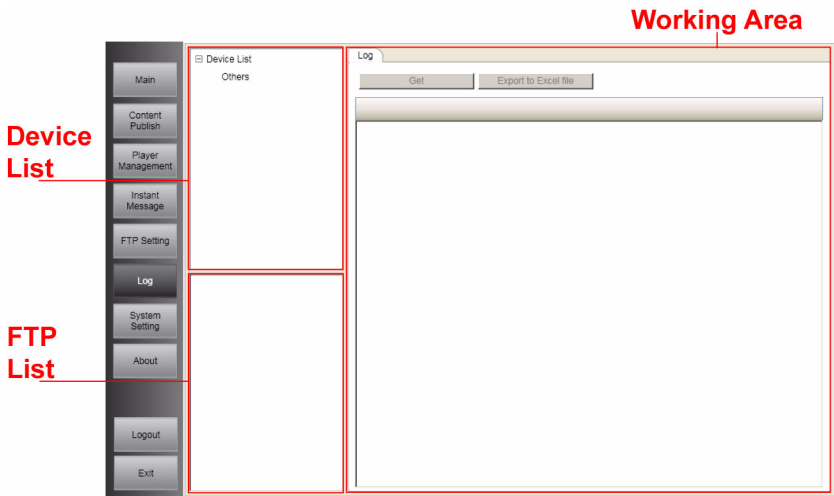 Working Area
Device
List
FTP
List
Main
Content
Publish
Player
Management
Instant
Message
FTP Setting
Log
System
Setting
About
Logout
Exit
Device List
Others
Log
Get Export to Excel file